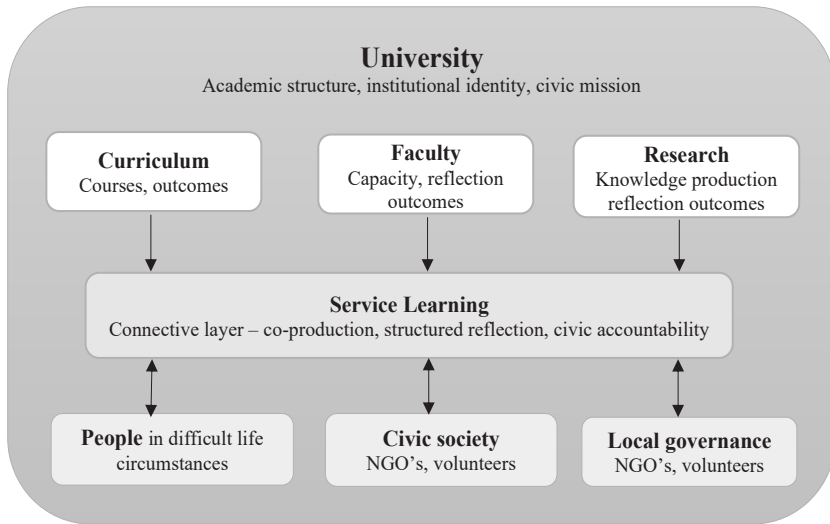 University
Academic structure, institutional identity, civic mission
Curriculum
Courses, outcomes
Faculty
Capacity, reflection
outcomes
Research
Knowledge production
reflection outcomes
Service Learning
Connective layer – co-production, structured reflection, civic accountability
People in difficult life
circumstances
Civic society
NGO’s, volunteers
Local governance
NGO’s, volunteers